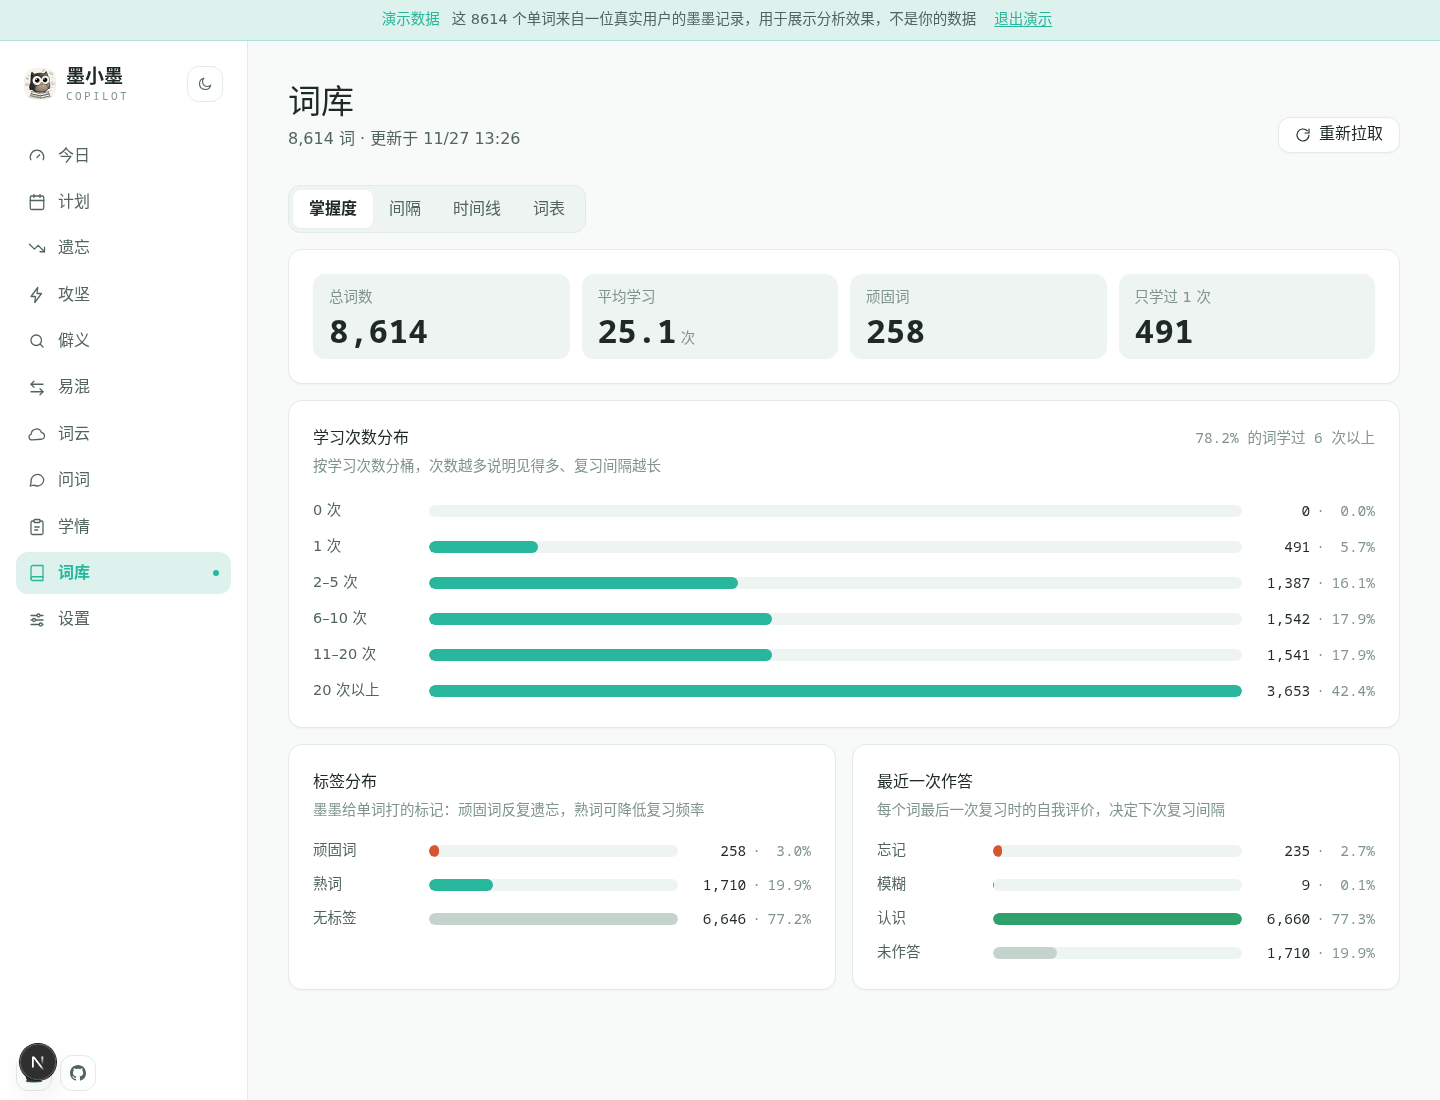 演示数据 这 8614 个单词来自一位真实用户的墨墨记录，用于展示分析效果，不是你的数据 退出演示
墨小墨
COPILOT
今日
计划
遗忘
攻坚
僻义
易混
词云
问词
学情
词库
设置
词库
8,614 词 · 更新于 11/27 13:26
重新拉取
掌握度 间隔 时间线 词表
总词数 平均学习 顽固词 只学过 1 次
8,614 25.1 次 258 491
学习次数分布 78.2% 的词学过 6 次以上
按学习次数分桶，次数越多说明见得多、复习间隔越长
0 次 0 · 0.0%
1 次 491 · 5.7%
2–5 次 1,387 · 16.1%
6–10 次 1,542 · 17.9%
11–20 次 1,541 · 17.9%
20 次以上 3,653 · 42.4%
标签分布
墨墨给单词打的标记：顽固词反复遗忘，熟词可降低复习频率
顽固词 258 · 3.0%
熟词 1,710 · 19.9%
无标签 6,646 · 77.2%
最近一次作答
每个词最后一次复习时的自我评价，决定下次复习间隔
忘记 235 · 2.7%
模糊 9 · 0.1%
认识 6,660 · 77.3%
未作答 1,710 · 19.9%
N